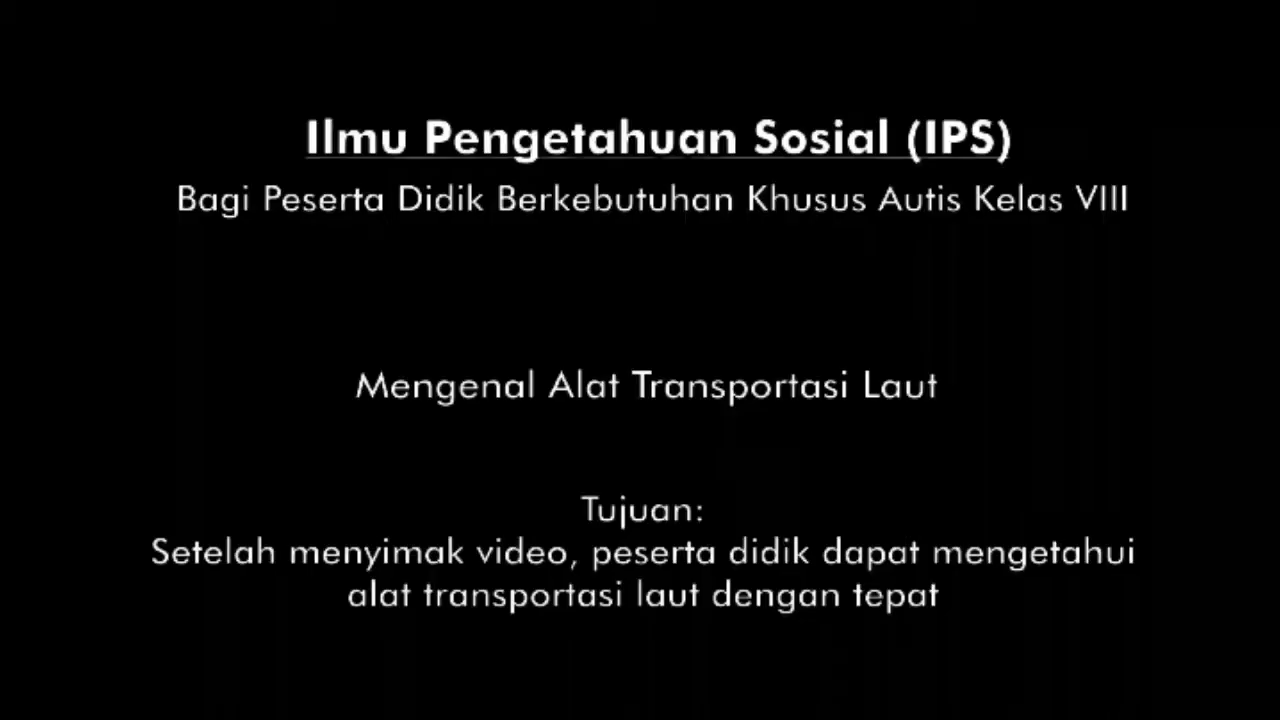 Ilmu Pengetahuan Sosial (IPS)
Bagi Peserta Didik Berkebutuhan Khusus Autis Kelas VIII
Mengenal Alat Transportasi Laut
Tujuan:
Setelah menyimak video, peserta didik dapat mengetahui
alat transportasi laut dengan tepat